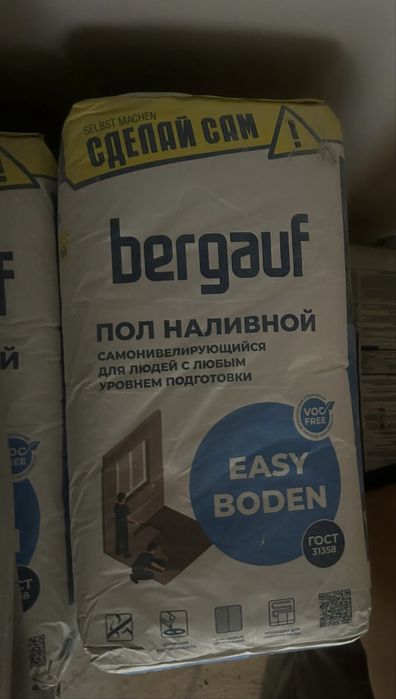 SELBST MACHEN
СДЕЛАЙ САМ
!
bergauf
ПОЛ НАЛИВНОЙ
САМОНИВЕЛИРУЮЩИЙСЯ
ДЛЯ ЛЮДЕЙ С ЛЮБЫМ
УРОВНЕМ ПОДГОТОВКИ
VOC
FREE
EASY
BODEN
ГОСТ
31358